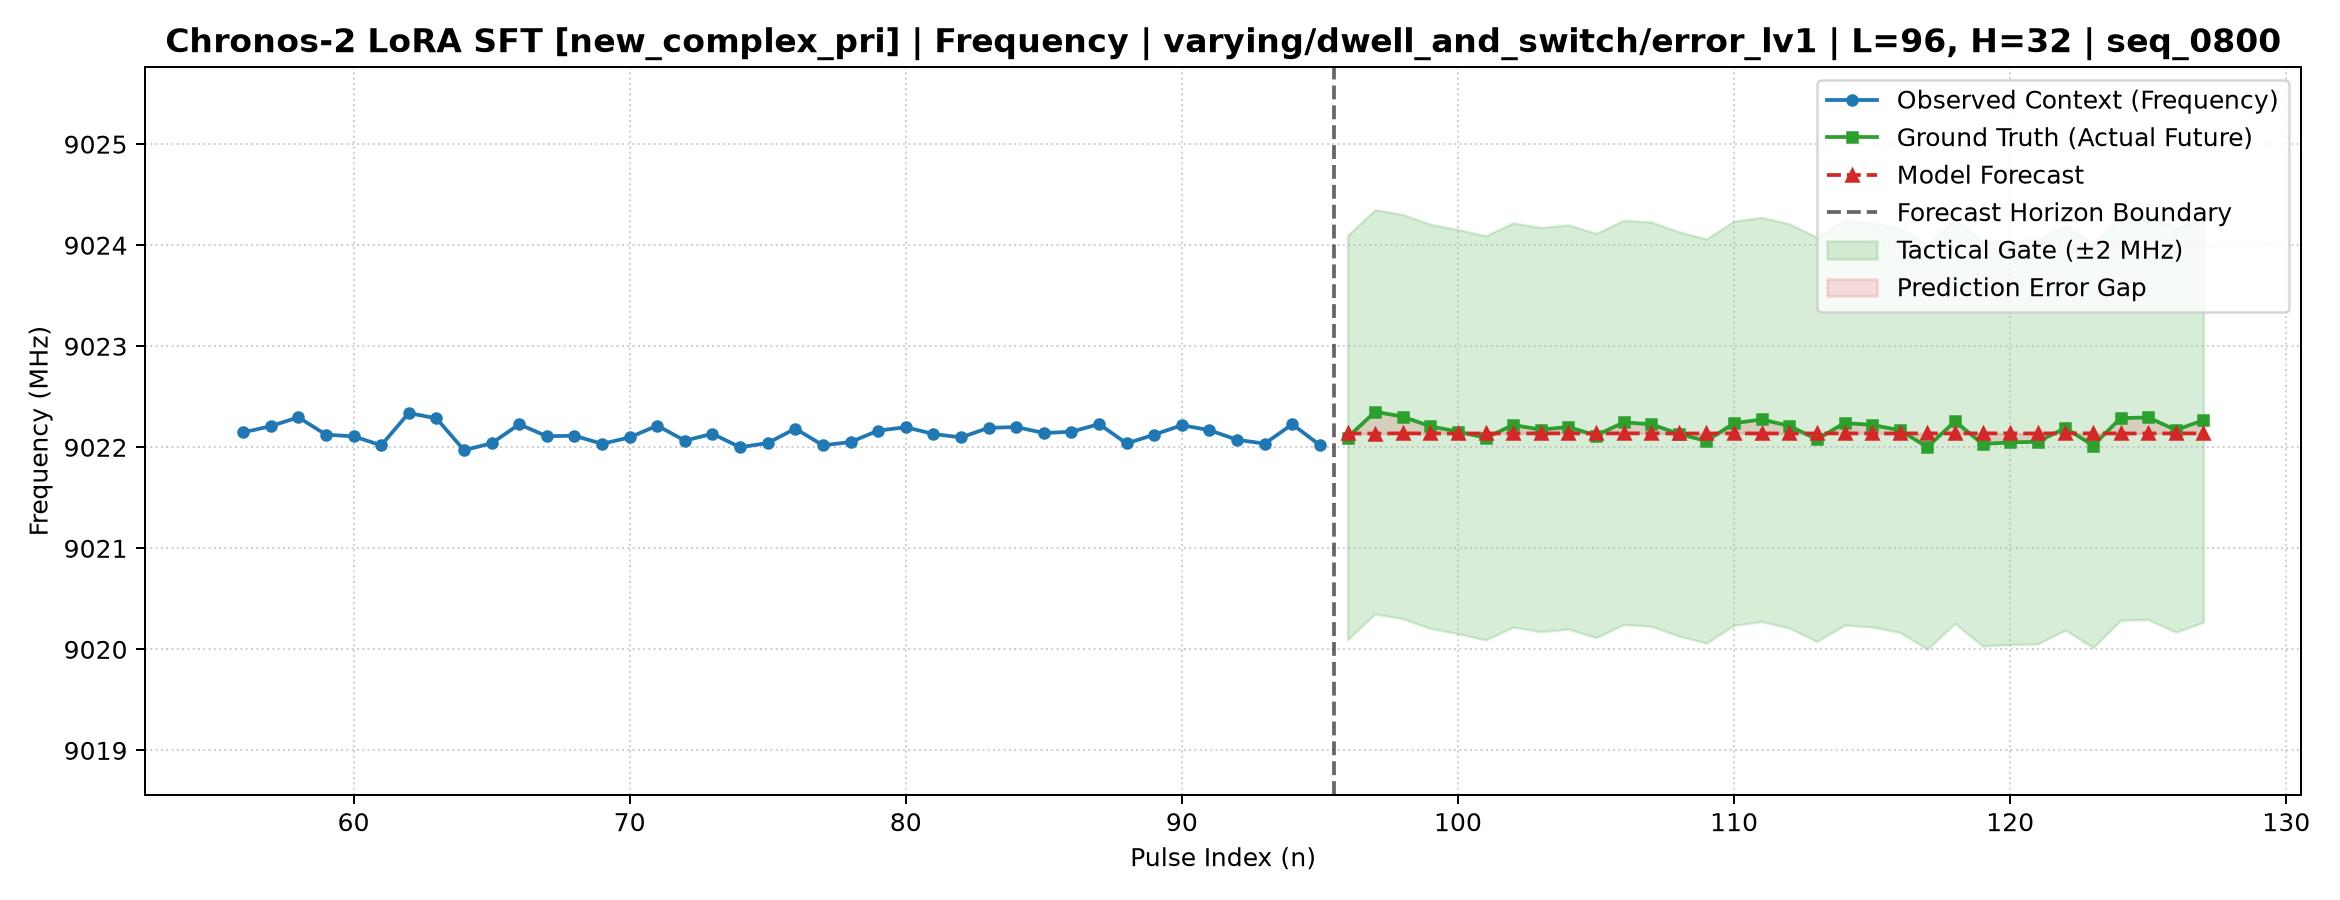 Chronos-2 LoRA SFT [new_complex_pri] | Frequency | varying/dwell_and_switch/error_lv1 | L=96, H=32 | seq_0800
Observed Context (Frequency)
Ground Truth (Actual Future)
Model Forecast
Forecast Horizon Boundary
Tactical Gate (±2 MHz)
Prediction Error Gap
Frequency (MHz)
9025
9024
9023
9022
9021
9020
9019
60 70 80 90 100 110 120 130
Pulse Index (n)